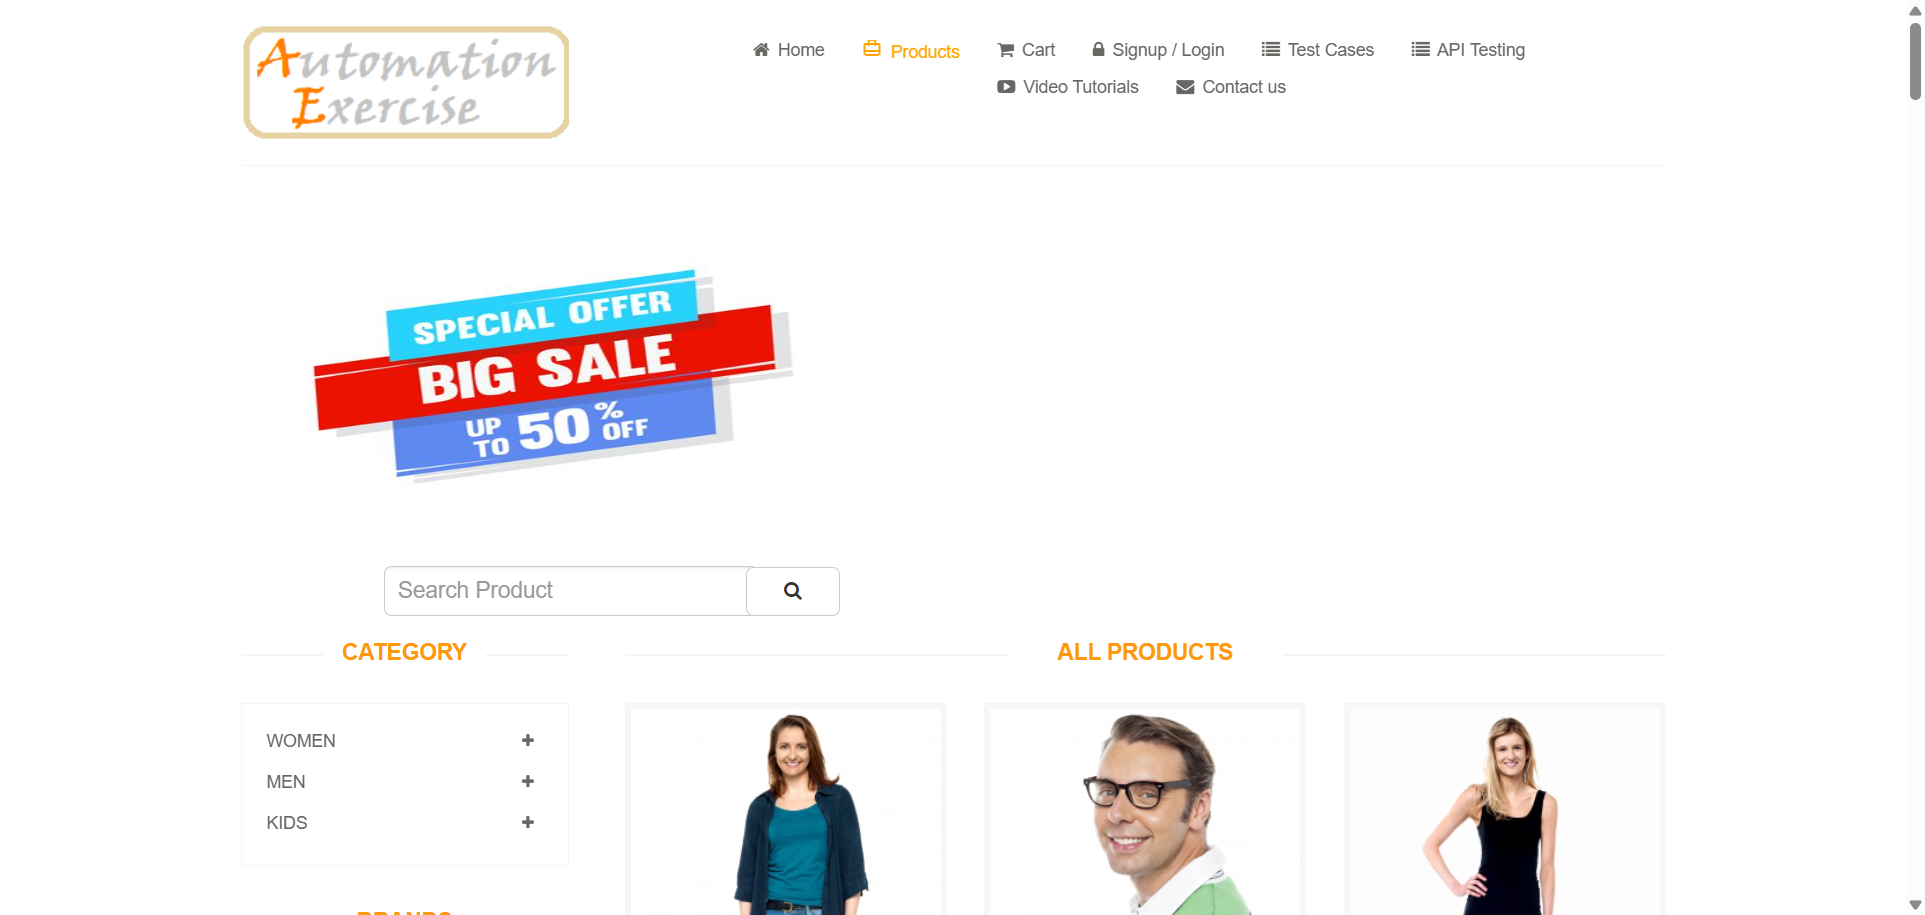 Automation
Exercise
Home
Products
Cart
Signup / Login
Test Cases
API Testing
Video Tutorials
Contact us
SPECIAL OFFER
BIG SALE
UP TO 50% OFF
Search Product
CATEGORY
ALL PRODUCTS
WOMEN
MEN
KIDS
BRANDS